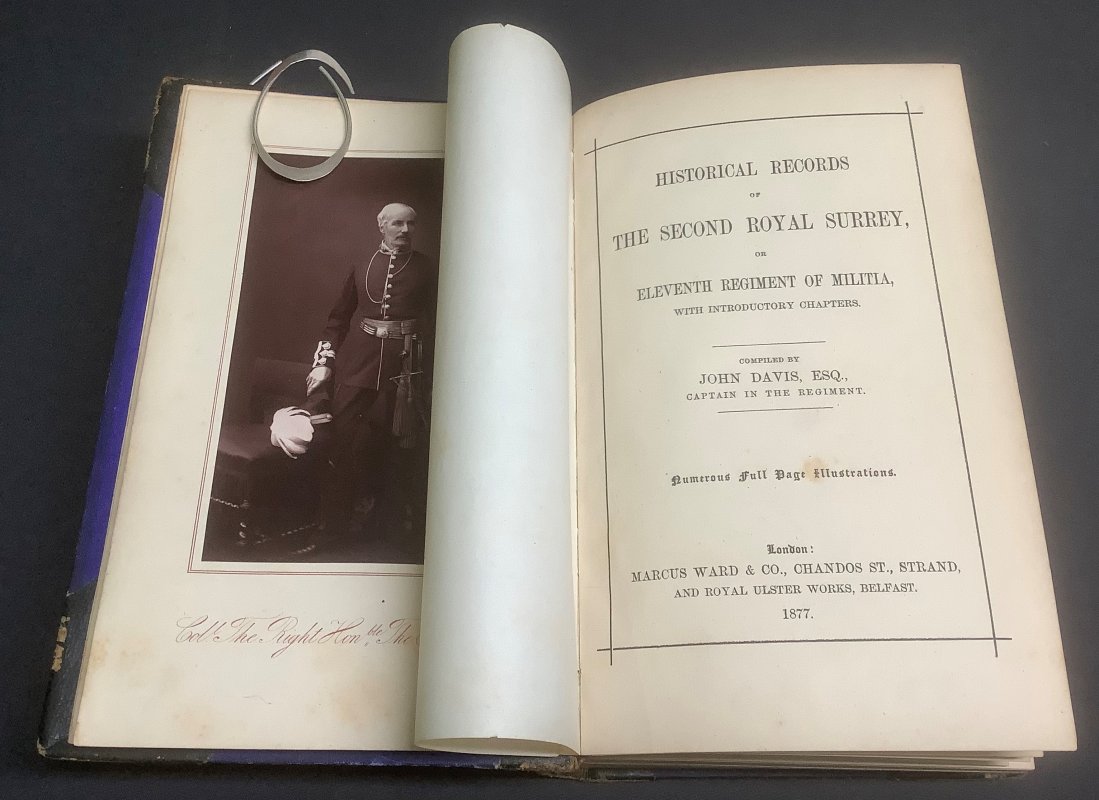 Coll. The Right Honble. The
HISTORICAL RECORDS
OF
THE SECOND ROYAL SURREY,
OR
ELEVENTH REGIMENT OF MILITIA,
WITH INTRODUCTORY CHAPTERS.
COMPILED BY
JOHN DAVIS, ESQ.,
CAPTAIN IN THE REGIMENT.
Numerous Full Page Illustrations.
London:
MARCUS WARD & CO., CHANDOS ST., STRAND,
AND ROYAL ULSTER WORKS, BELFAST.
1877.